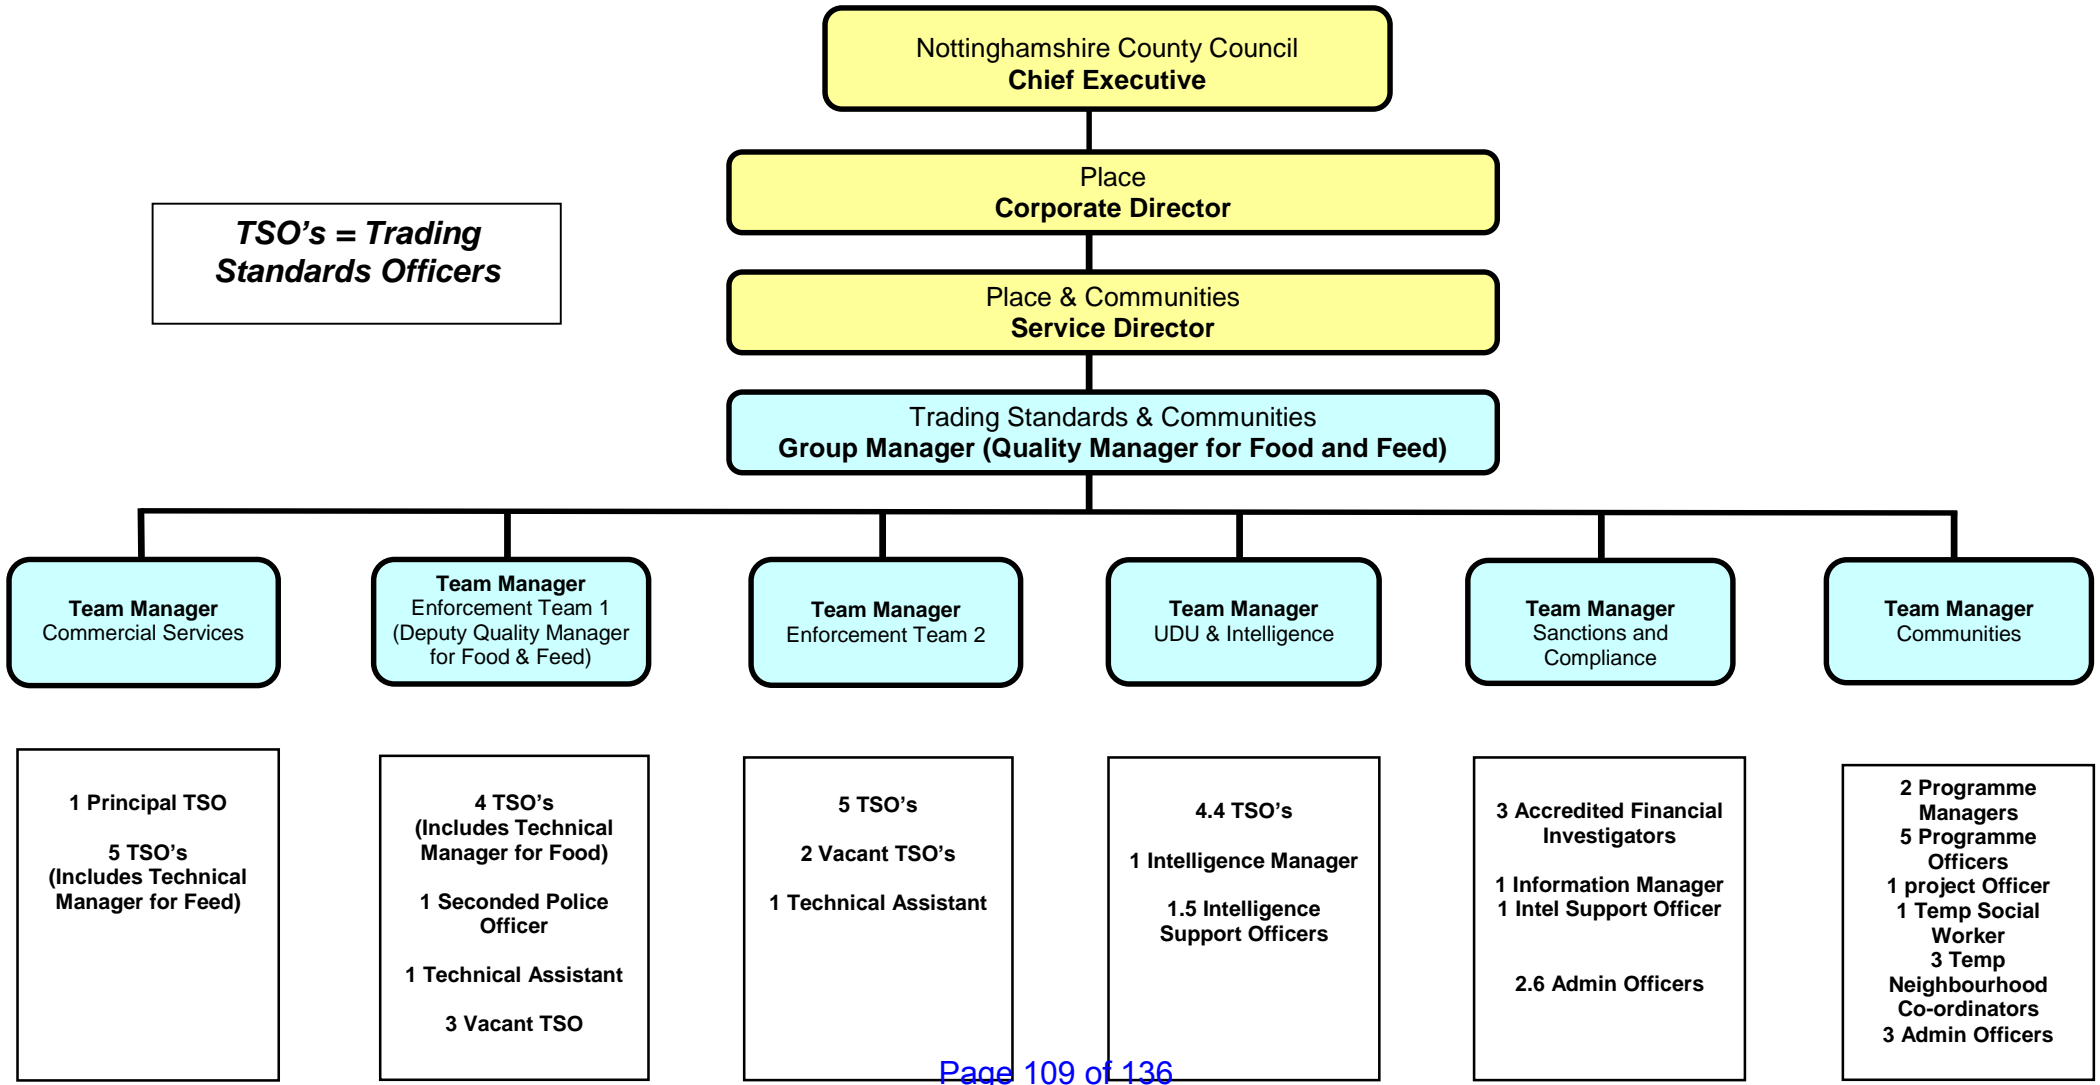 Nottinghamshire County Council
Chief Executive
Place
Corporate Director
TSO’s = Trading
Standards Officers
Place & Communities
Service Director
Trading Standards & Communities
Group Manager (Quality Manager for Food and Feed)
Team Manager
Commercial Services
Team Manager
Enforcement Team 1
(Deputy Quality Manager
for Food & Feed)
Team Manager
Enforcement Team 2
Team Manager
UDU & Intelligence
Team Manager
Sanctions and
Compliance
Team Manager
Communities
1 Principal TSO
5 TSO’s
(Includes Technical
Manager for Feed)
4 TSO’s
(Includes Technical
Manager for Food)
1 Seconded Police
Officer
1 Technical Assistant
3 Vacant TSO
5 TSO’s
2 Vacant TSO’s
1 Technical Assistant
4.4 TSO’s
1 Intelligence Manager
1.5 Intelligence
Support Officers
3 Accredited Financial
Investigators
1 Information Manager
1 Intel Support Officer
2.6 Admin Officers
2 Programme
Managers
5 Programme
Officers
1 project Officer
1 Temp Social
Worker
3 Temp
Neighbourhood
Co-ordinators
3 Admin Officers
Page 109 of 136